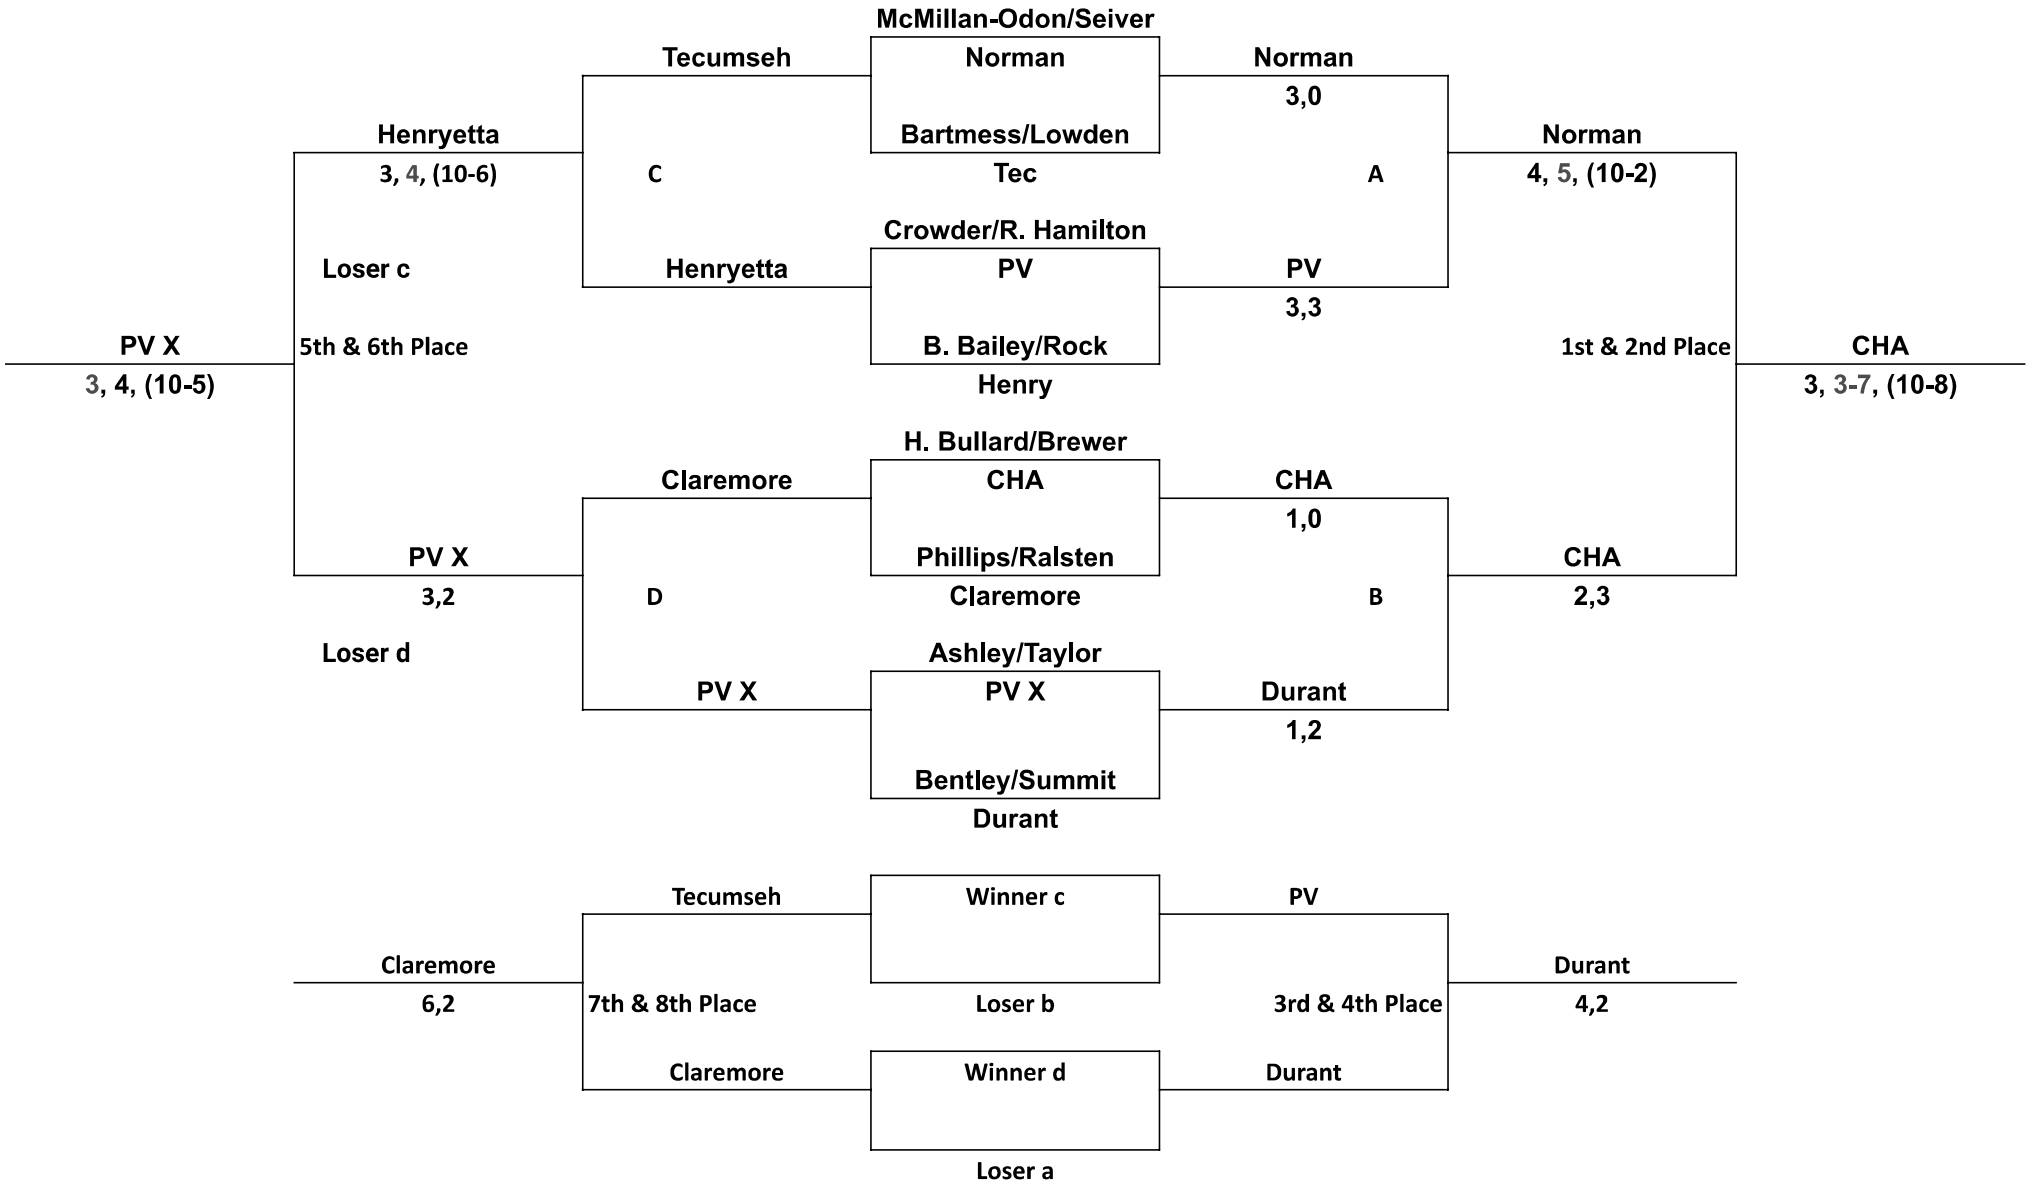 McMillan-Odon/Seiver
Tecumseh
Norman
Norman
3,0
Henryetta
Bartmess/Lowden
Norman
3, 4, (10-6)
C
Tec
A
4, 5, (10-2)
Crowder/R. Hamilton
Loser c
Henryetta
PV
PV
3,3
PV X
5th & 6th Place
B. Bailey/Rock
1st & 2nd Place
CHA
3, 4, (10-5)
Henry
3, 3-7, (10-8)
H. Bullard/Brewer
Claremore
CHA
CHA
1,0
PV X
Phillips/Ralsten
CHA
3,2
D
Claremore
B
2,3
Loser d
Ashley/Taylor
PV X
PV X
Durant
1,2
Bentley/Summit
Durant
Tecumseh
Winner c
PV
Claremore
Durant
6,2
7th & 8th Place
Loser b
3rd & 4th Place
4,2
Claremore
Winner d
Durant
Loser a